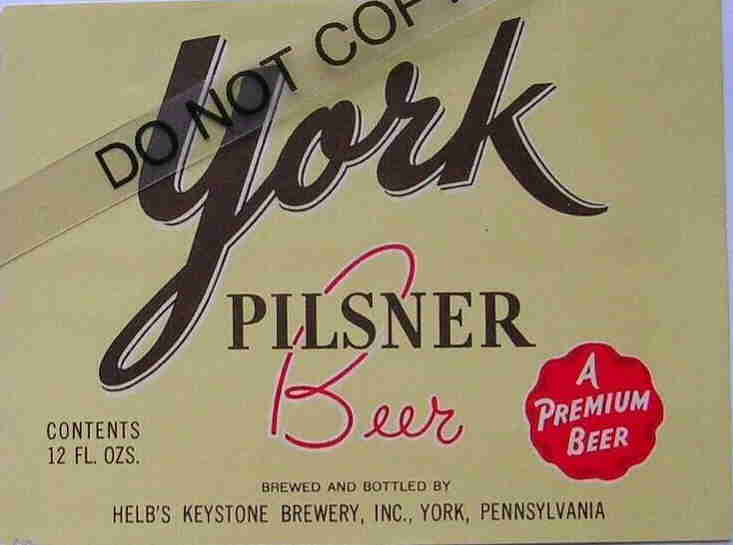 DO NOT COPY
York
PILSNER
Beer
A
PREMIUM
BEER
CONTENTS
12 FL. OZS.
BREWED AND BOTTLED BY
HELB'S KEYSTONE BREWERY, INC., YORK, PENNSYLVANIA